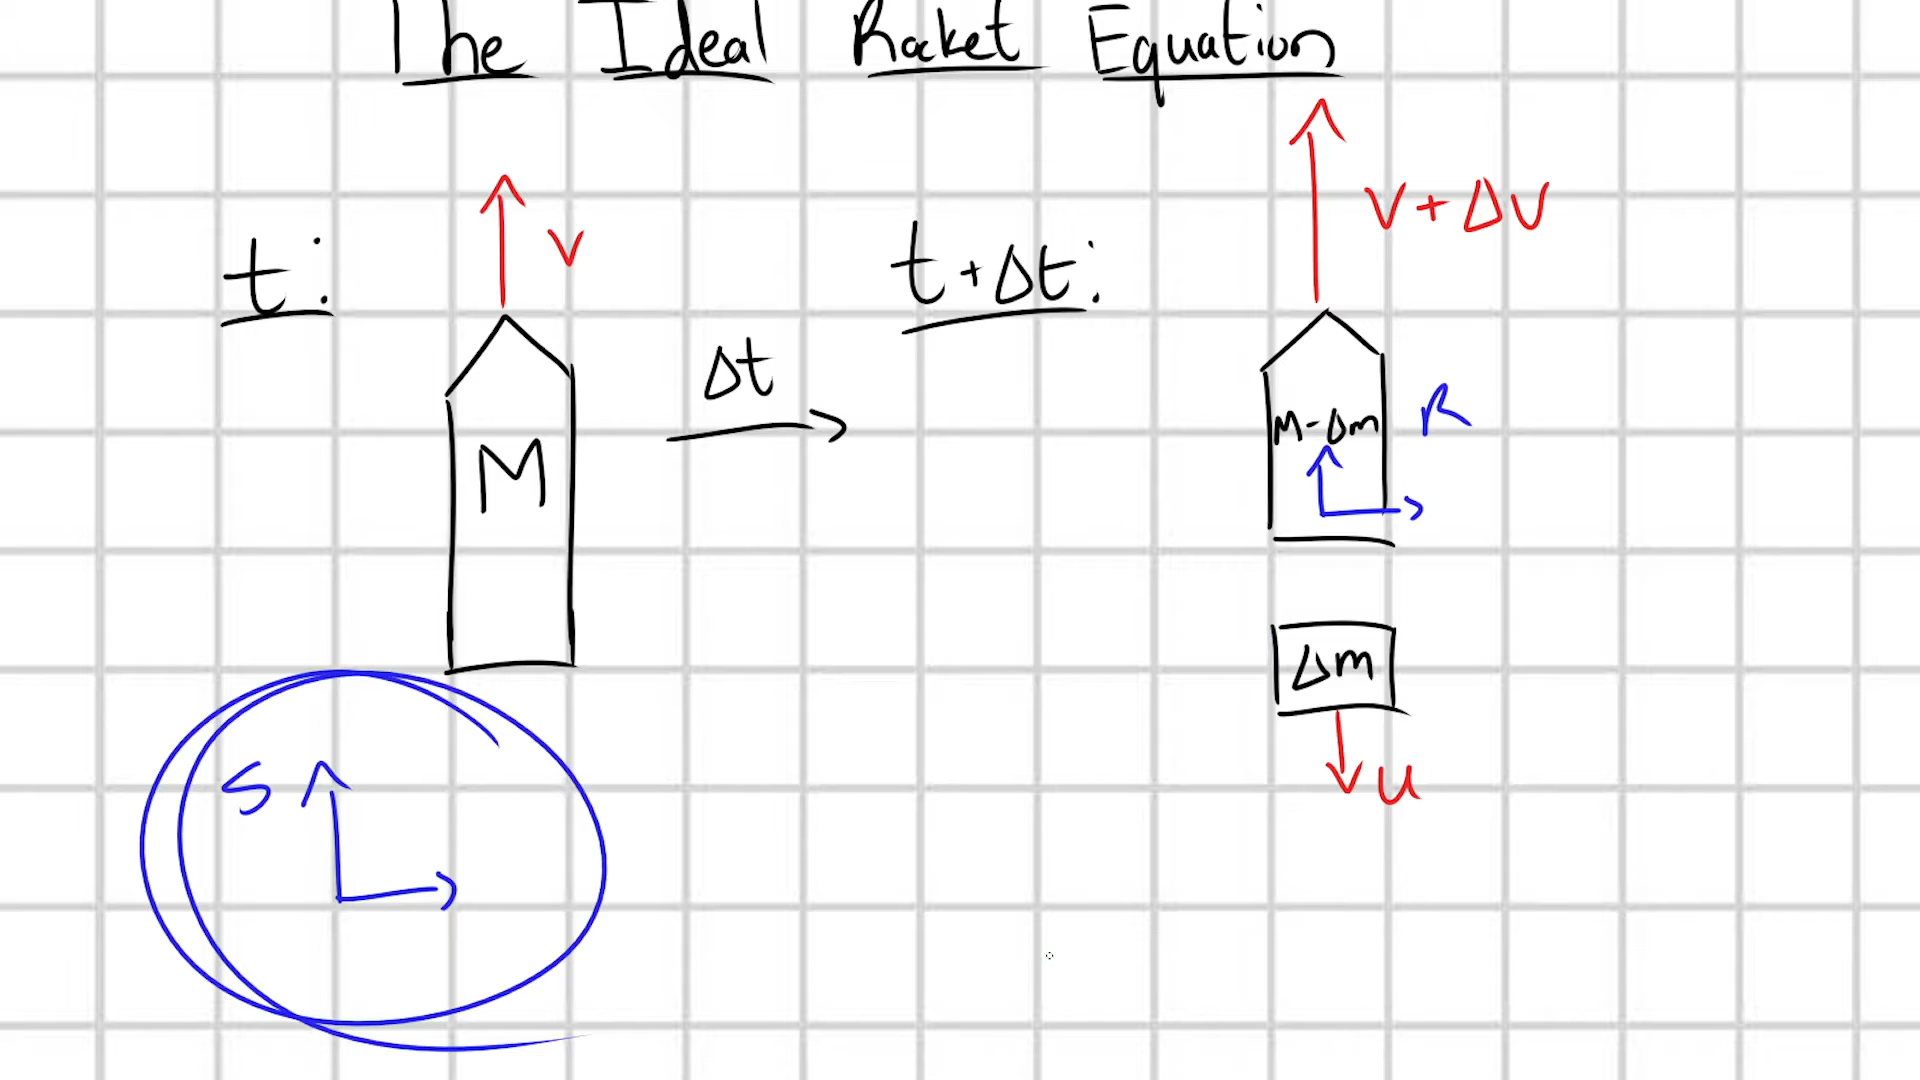 The Ideal Rocket Equation
t:
v
Δt
M
S
t+Δt:
v+Δv
M-Δm
R
Δm
u